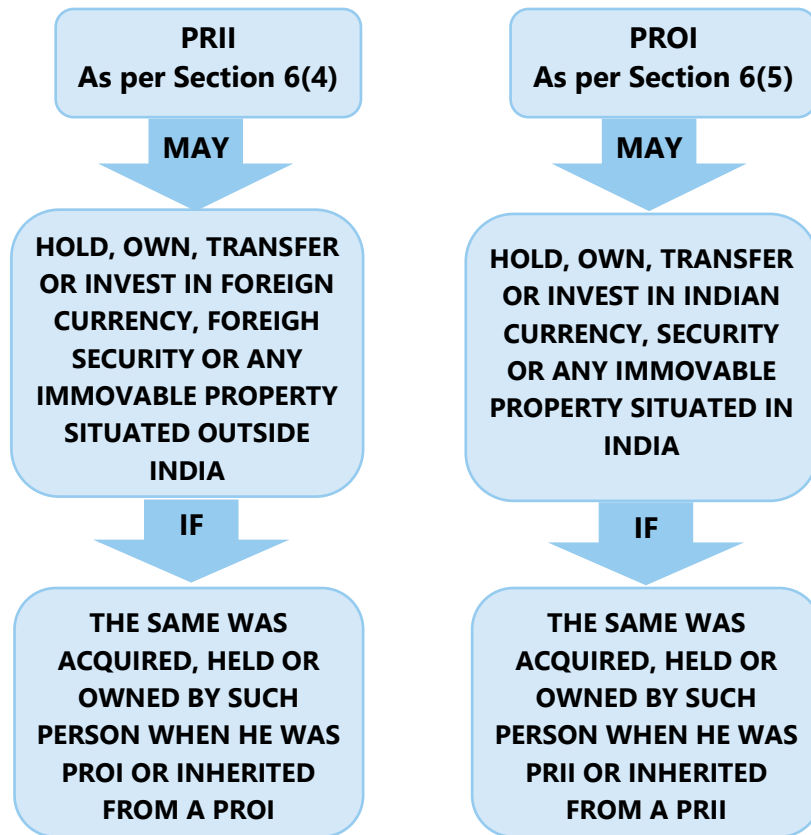 PRII
As per Section 6(4)
MAY
HOLD, OWN, TRANSFER
OR INVEST IN FOREIGN
CURRENCY, FOREIGH
SECURITY OR ANY
IMMOVABLE PROPERTY
SITUATED OUTSIDE
INDIA
IF
THE SAME WAS
ACQUIRED, HELD OR
OWNED BY SUCH
PERSON WHEN HE WAS
PROI OR INHERITED
FROM A PROI
PROI
As per Section 6(5)
MAY
HOLD, OWN, TRANSFER
OR INVEST IN INDIAN
CURRENCY, SECURITY
OR ANY IMMOVABLE
PROPERTY SITUATED IN
INDIA
IF
THE SAME WAS
ACQUIRED, HELD OR
OWNED BY SUCH
PERSON WHEN HE WAS
PRII OR INHERITED
FROM A PRII